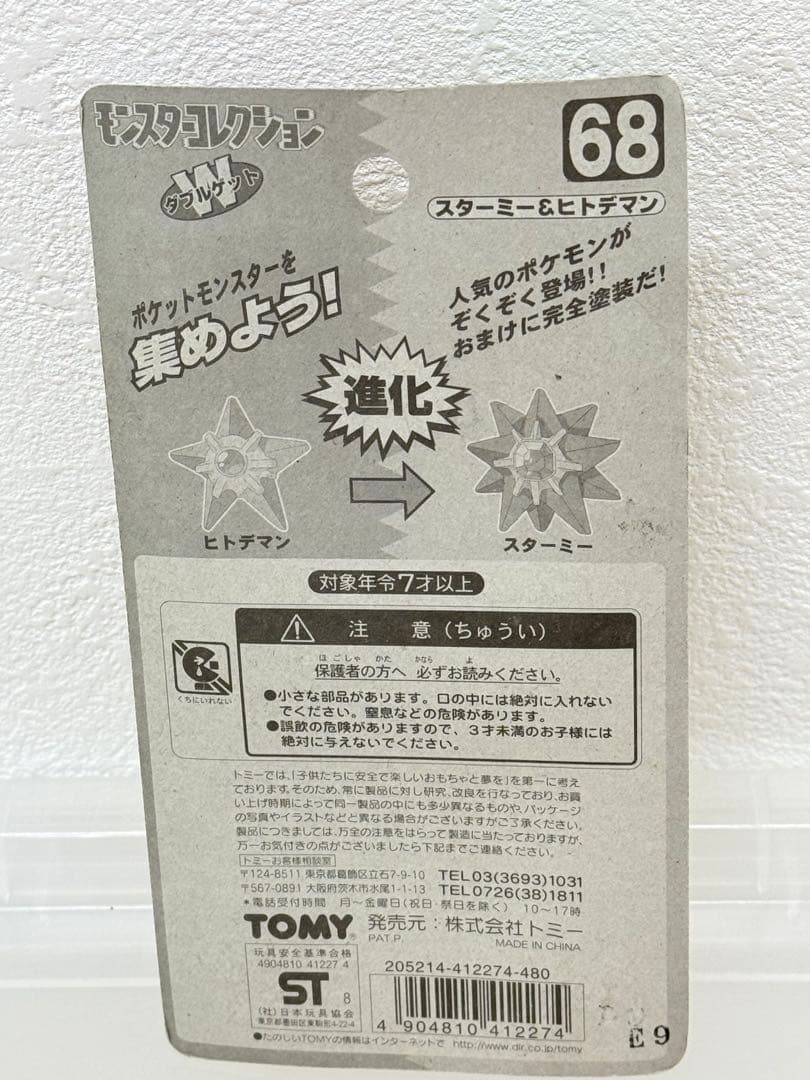 モンスターコレクション
W
ダブルゲット
68
スターミー&ヒトデマン
ポケットモンスターを
集めよう!
人気のポケモンが
ぞくぞく登場!!
おまけに完全塗装だ!
進化
ヒトデマン
スターミー
対象年令7才以上
くちにいれない
注 意(ちゅうい)
ほごしゃ かた かなら よ
保護者の方へ 必ずお読みください。
●小さな部品があります。口の中には絶対に入れない
でください。窒息などの危険があります。
●誤飲の危険がありますので、3才未満のお子様には
絶対に与えないでください。
トミーでは、「子供たちに安全で楽しいおもちゃと夢を」を第一に考え
ております。そのため、常に製品に対し研究、改良を行なっており、お買
い上げ時期によって同一製品の中にも多少異なるものや、パッケージ
の写真やイラストなどと異なる場合がございますがご了承ください。
製品につきましては、万全の注意をはらって製造に当たっておりますが、
万一お気付きの点がございましたら下記までご連絡ください。
トミーお客様相談室
〒124-8511 東京都葛飾区立石7-9-10 TEL03(3693)1031
〒567-0891 大阪府茨木市水尾1-1-13 TEL0726(38)1811
*電話受付時間 月~金曜日(祝日・祭日を除く) 10~17時
TOMY® 発売元:株式会社トミー
PAT.P. MADE IN CHINA
玩具安全基準合格
4904810 41227 4
ST 8
(社)日本玩具協会
東京都墨田区東駒形4-22-4
205214-412274-480
4 904810 412274
E 9
●たのしいTOMYの情報はインターネットで http://www.dir.co.jp/tomy